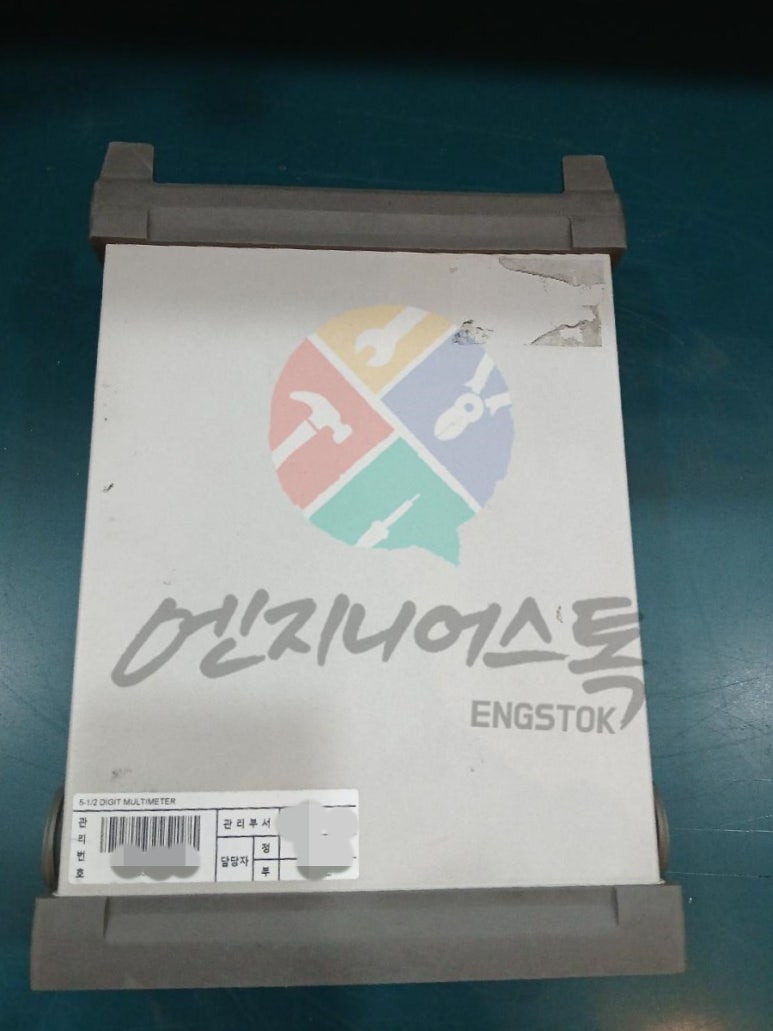 엔지니어스톡
ENGSTOK
5-1/2 DIGIT MULTIMETER
관리번호
관리부서
담당자
정
부